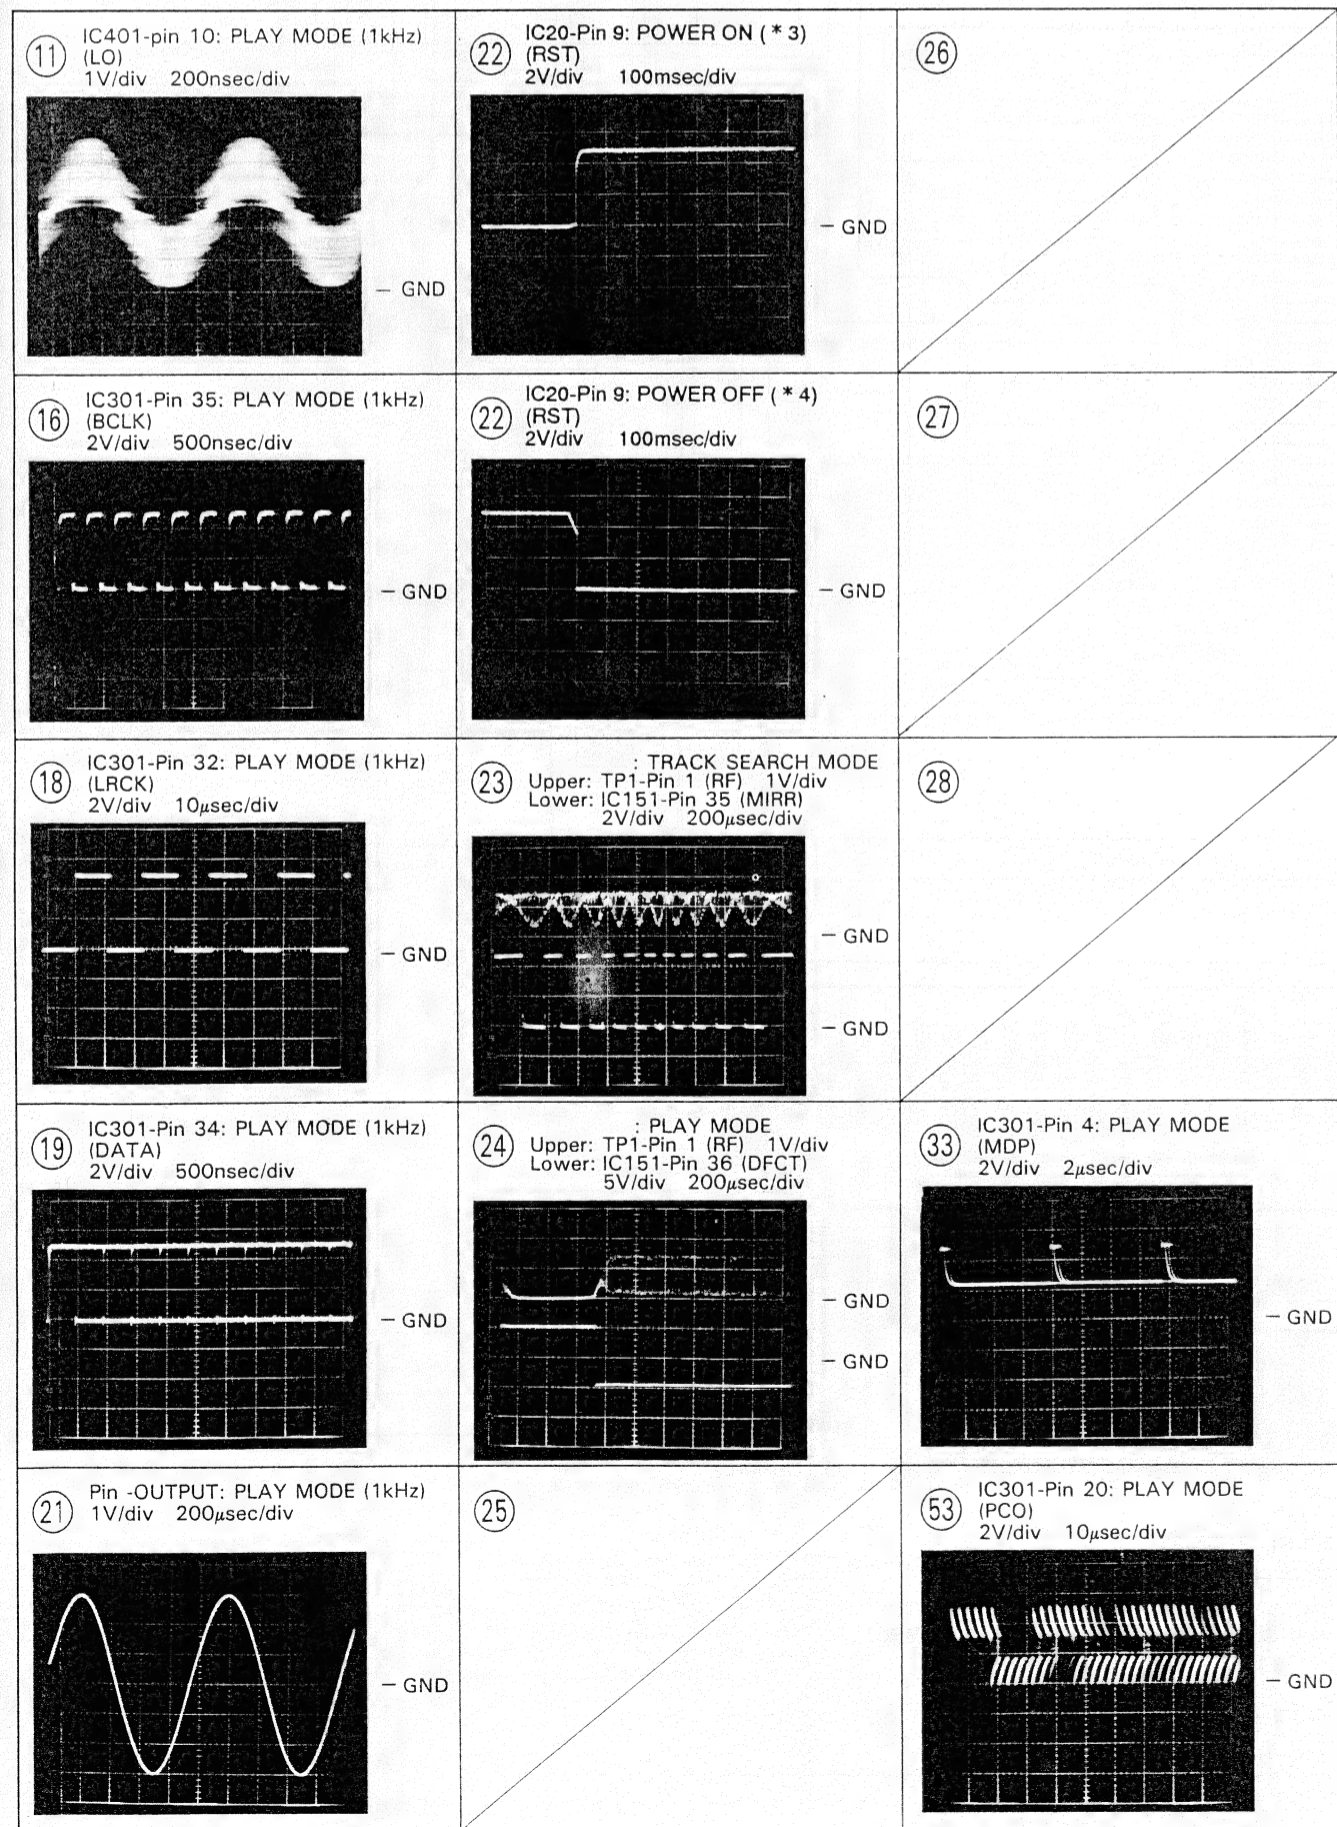 11
IC401-pin 10: PLAY MODE (1kHz)
(LO)
1V/div 200nsec/div
– GND
22
IC20-Pin 9: POWER ON ( * 3)
(RST)
2V/div 100msec/div
– GND
26
16
IC301-Pin 35: PLAY MODE (1kHz)
(BCLK)
2V/div 500nsec/div
– GND
22
IC20-Pin 9: POWER OFF ( * 4)
(RST)
2V/div 100msec/div
– GND
27
18
IC301-Pin 32: PLAY MODE (1kHz)
(LRCK)
2V/div 10μsec/div
– GND
23
: TRACK SEARCH MODE
Upper: TP1-Pin 1 (RF) 1V/div
Lower: IC151-Pin 35 (MIRR)
2V/div 200μsec/div
– GND
– GND
28
19
IC301-Pin 34: PLAY MODE (1kHz)
(DATA)
2V/div 500nsec/div
– GND
24
: PLAY MODE
Upper: TP1-Pin 1 (RF) 1V/div
Lower: IC151-Pin 36 (DFCT)
5V/div 200μsec/div
– GND
– GND
33
IC301-Pin 4: PLAY MODE
(MDP)
2V/div 2μsec/div
– GND
21
Pin -OUTPUT: PLAY MODE (1kHz)
1V/div 200μsec/div
– GND
25
53
IC301-Pin 20: PLAY MODE
(PCO)
2V/div 10μsec/div
– GND